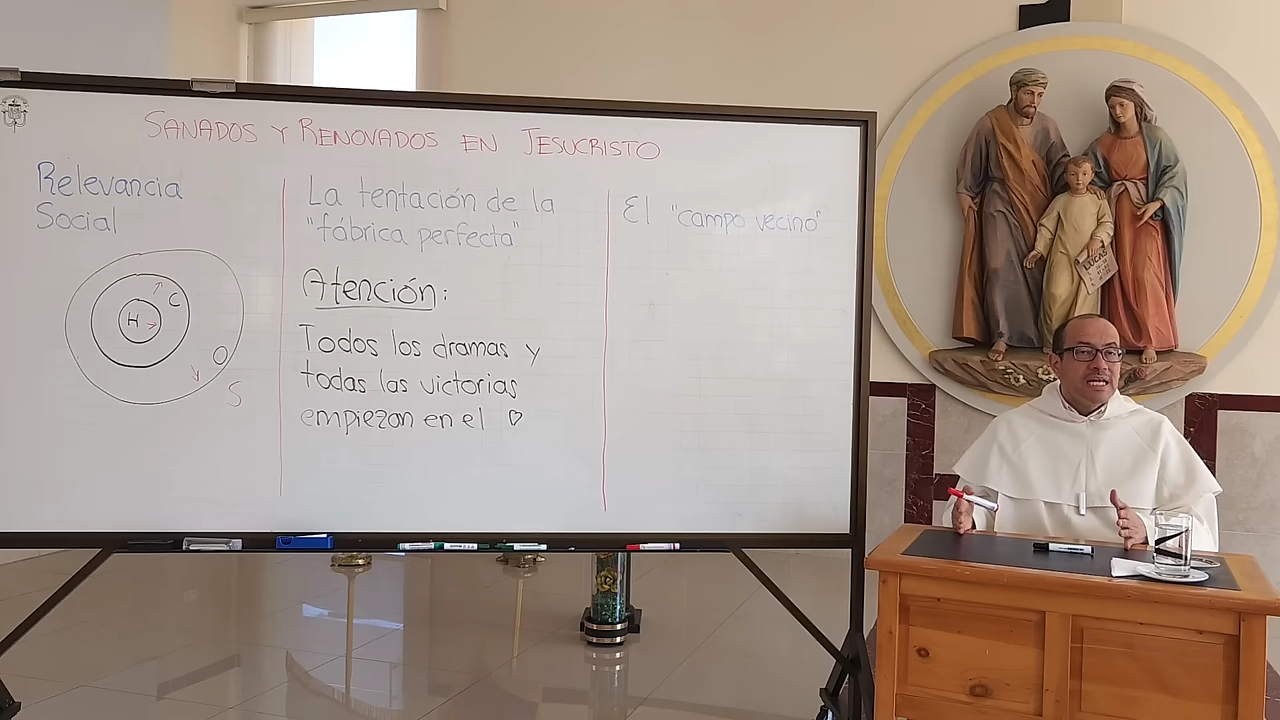 SANADOS Y RENOVADOS EN JESUCRISTO
Relevancia
Social
H
C
O
S
La tentación de la
"fábrica perfecta"
Atención:
Todos los dramas y
todas las victorias
empiezan en el ♡
El "campo vecino"
LUCAS